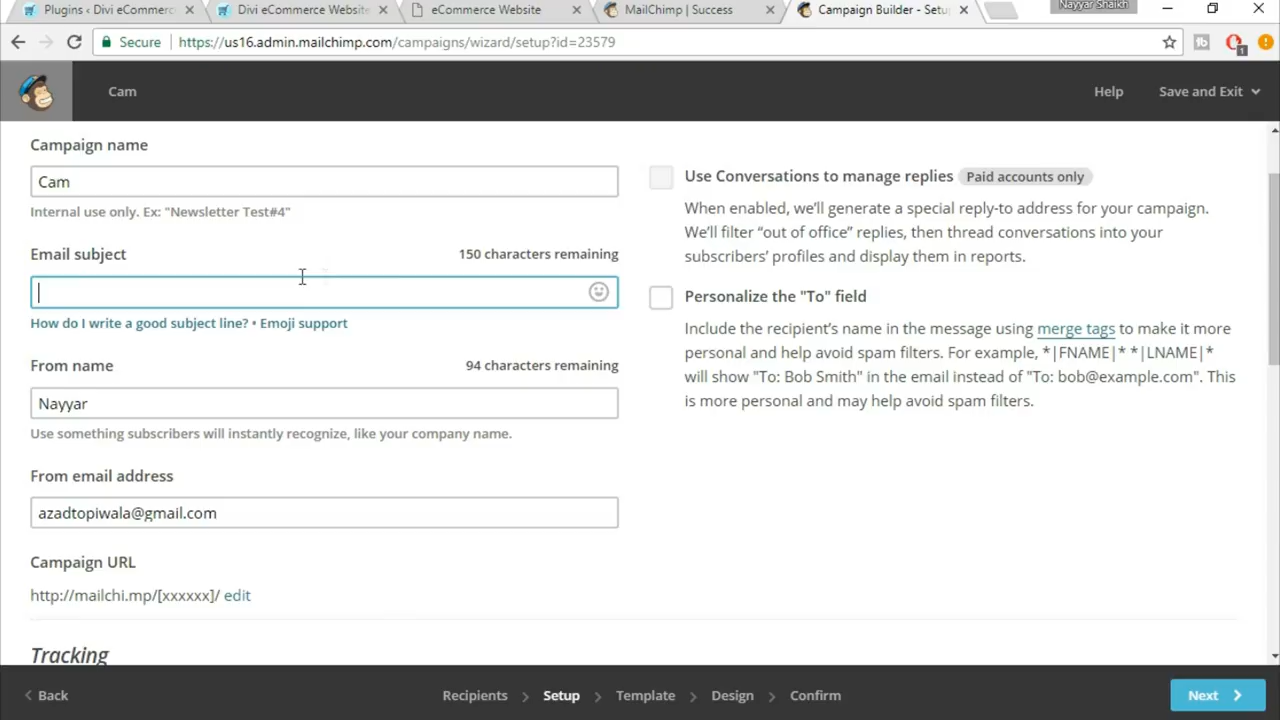 Plugins ‹ Divi eCommerc
Divi eCommerce Website
eCommerce Website
MailChimp | Success
Campaign Builder - Setu
Nayyar Shaikh
Secure
https://us16.admin.mailchimp.com/campaigns/wizard/setup?id=23579
1
Cam
Help
Save and Exit
Campaign name
Cam
Internal use only. Ex: "Newsletter Test#4"
Email subject
150 characters remaining
How do I write a good subject line? • Emoji support
From name
94 characters remaining
Nayyar
Use something subscribers will instantly recognize, like your company name.
From email address
azadtopiwala@gmail.com
Campaign URL
http://mailchi.mp/[xxxxxx]/ edit
Tracking
Use Conversations to manage replies Paid accounts only
When enabled, we’ll generate a special reply-to address for your campaign.
We’ll filter “out of office” replies, then thread conversations into your
subscribers’ profiles and display them in reports.
Personalize the "To" field
Include the recipient’s name in the message using merge tags to make it more
personal and help avoid spam filters. For example, *|FNAME|* *|LNAME|*
will show "To: Bob Smith" in the email instead of "To: bob@example.com". This
is more personal and may help avoid spam filters.
Back
Recipients
Setup
Template
Design
Confirm
Next